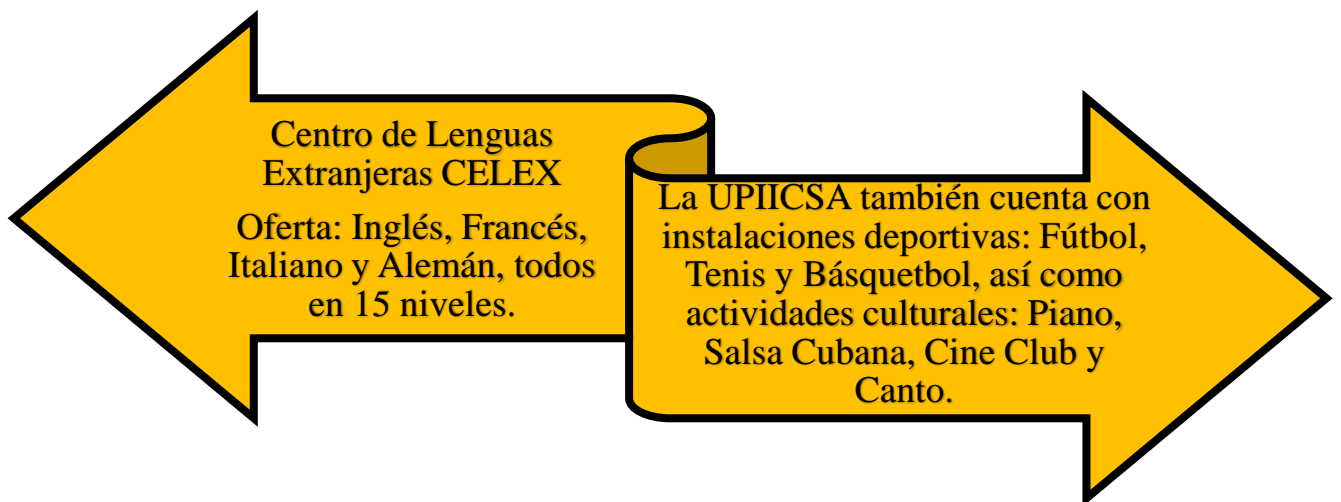 Centro de Lenguas
Extranjeras CELEX
Oferta: Inglés, Francés,
Italiano y Alemán, todos
en 15 niveles.
La UPIICSA también cuenta con
instalaciones deportivas: Fútbol,
Tenis y Básquetbol, así como
actividades culturales: Piano,
Salsa Cubana, Cine Club y
Canto.